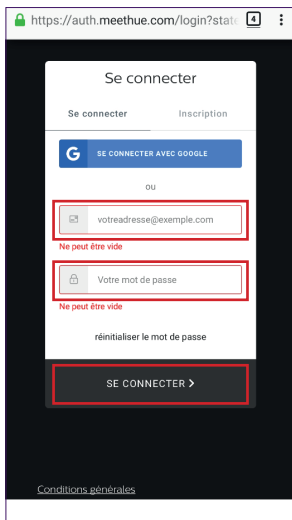 https://auth.meethue.com/login?state
4
Se connecter
Se connecter
Inscription
G
SE CONNECTER AVEC GOOGLE
ou
votreadresse@exemple.com
Ne peut être vide
Votre mot de passe
Ne peut être vide
réinitialiser le mot de passe
SE CONNECTER
Conditions générales